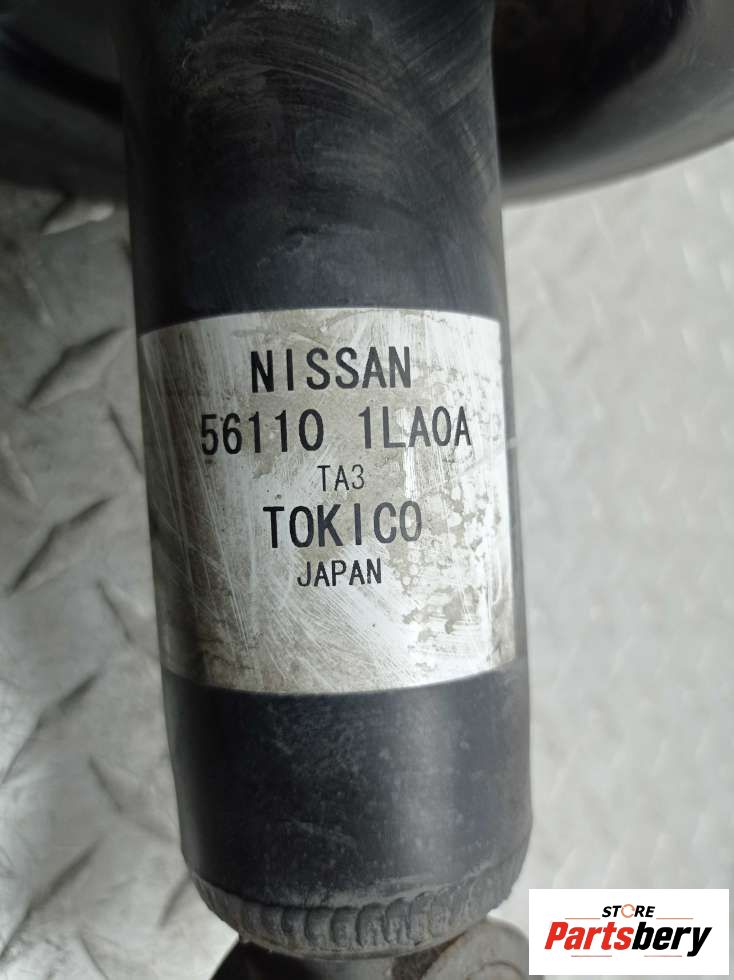 NISSAN
56110 1LA0A
TA3
TOKICO
JAPAN
STORE
Partsbery